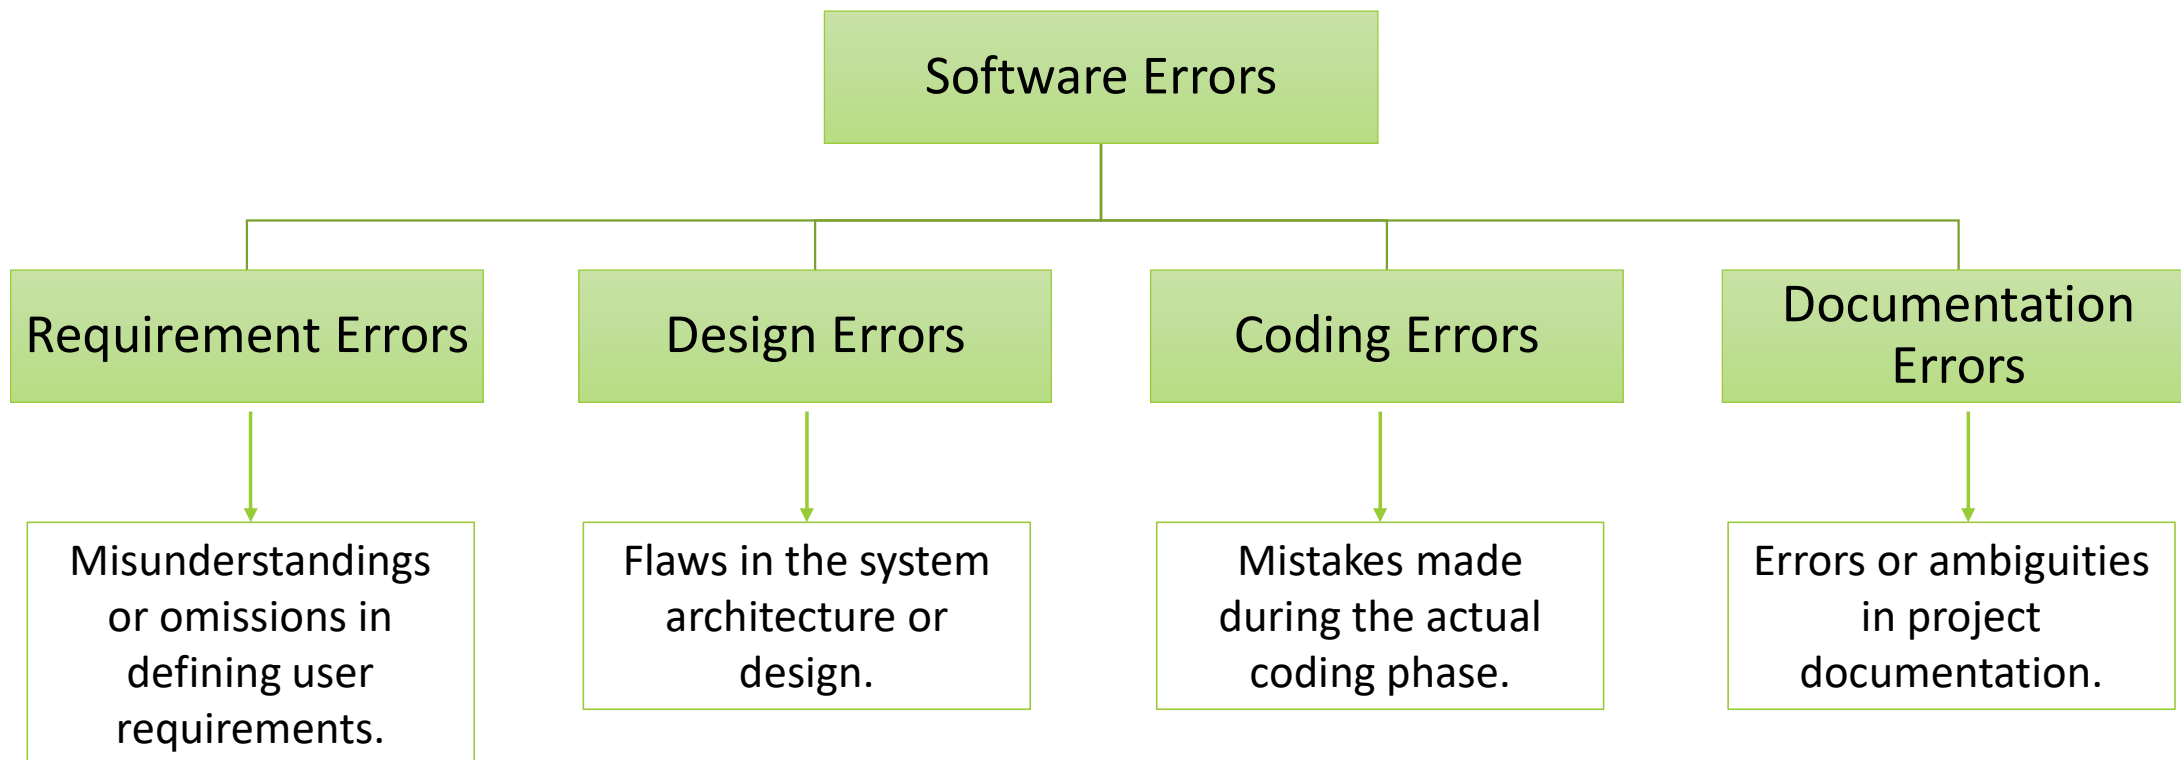 Software Errors
Requirement Errors
Design Errors
Coding Errors
Documentation
Errors
Misunderstandings
or omissions in
defining user
requirements.
Flaws in the system
architecture or
design.
Mistakes made
during the actual
coding phase.
Errors or ambiguities
in project
documentation.